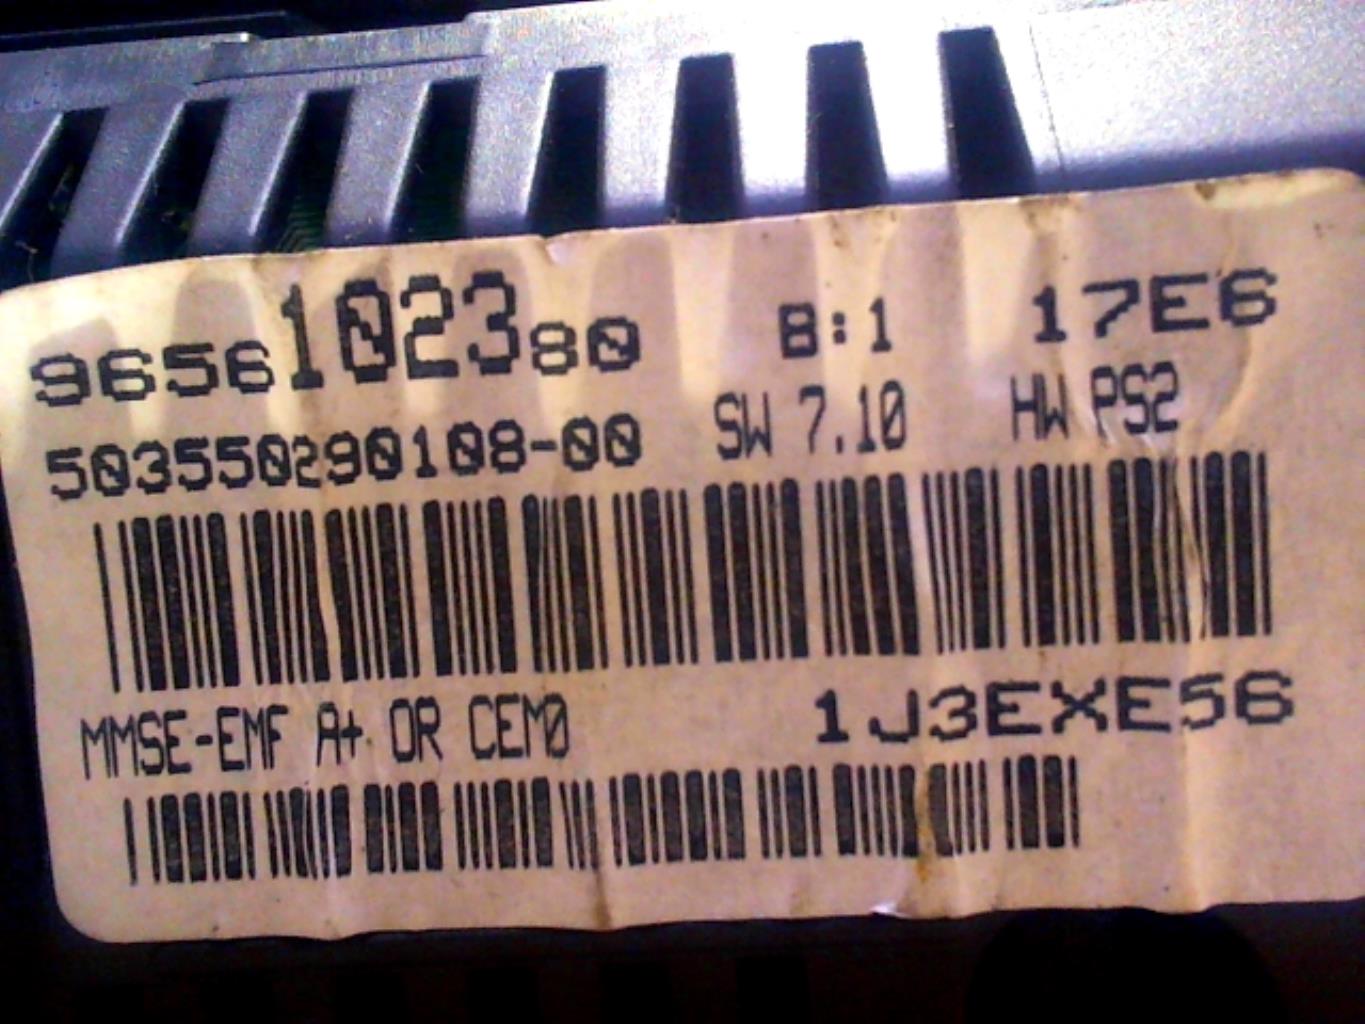 9656102380 B:1 17E6
503550290108-00 SW 7.10 HW PS2
MMSE-EMF A+ OR CEM0 1J3EXE56